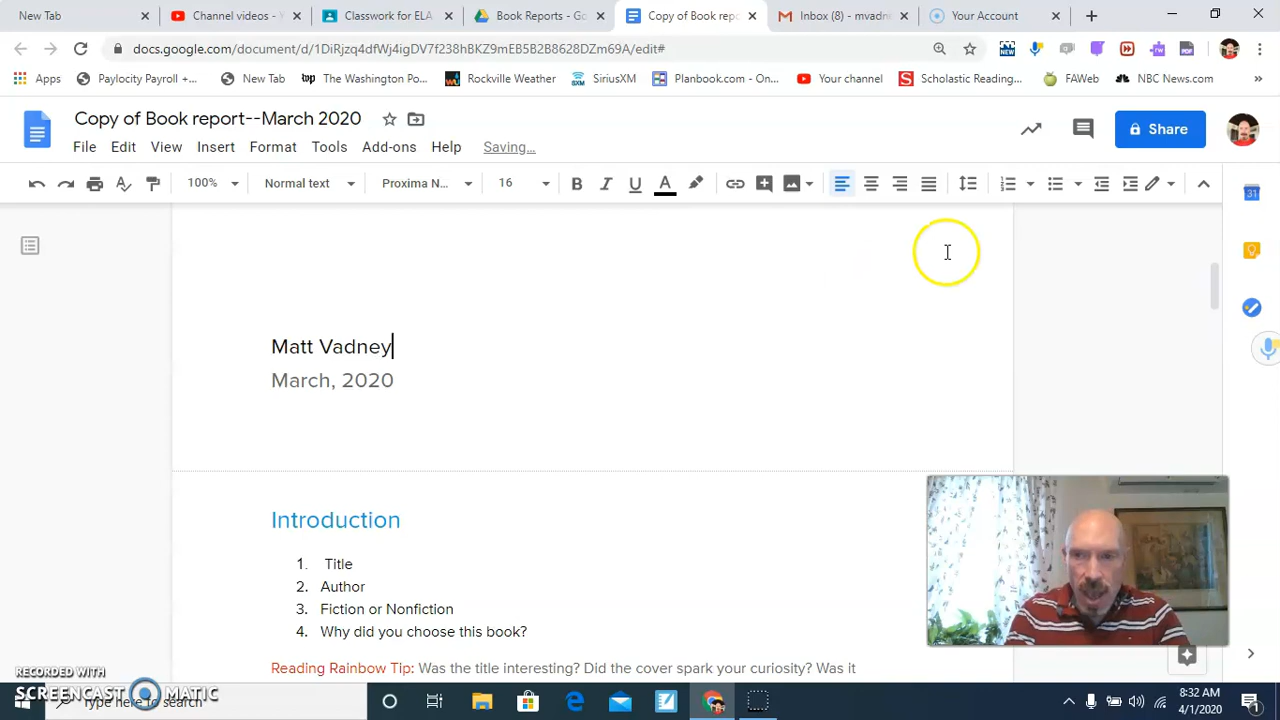 New Tab
Channel videos - Y
Classwork for ELA
Book Reports - Go
Copy of Book repo
Inbox (8) - mvadne
Your Account
docs.google.com/document/d/1DiRjzq4dfWj4igDV7f238hBKZ9mEB5B2B8628DZm69A/edit#
NEW
Apps
Paylocity Payroll +...
New Tab
wp The Washington Po...
Rockville Weather
SXM SiriusXM
Planbook.com - On...
Your channel
S Scholastic Reading...
FAWeb
NBC News.com
Copy of Book report--March 2020
Share
File Edit View Insert Format Tools Add-ons Help Saving...
100% Normal text Proxima N... 16 B I U A
31
Matt Vadney
March, 2020
Introduction
1. Title
2. Author
3. Fiction or Nonfiction
4. Why did you choose this book?
Reading Rainbow Tip: Was the title interesting? Did the cover spark your curiosity? Was it
RECORDED WITH
SCREENCAST MATIC
Type here to search
8:32 AM
4/1/2020